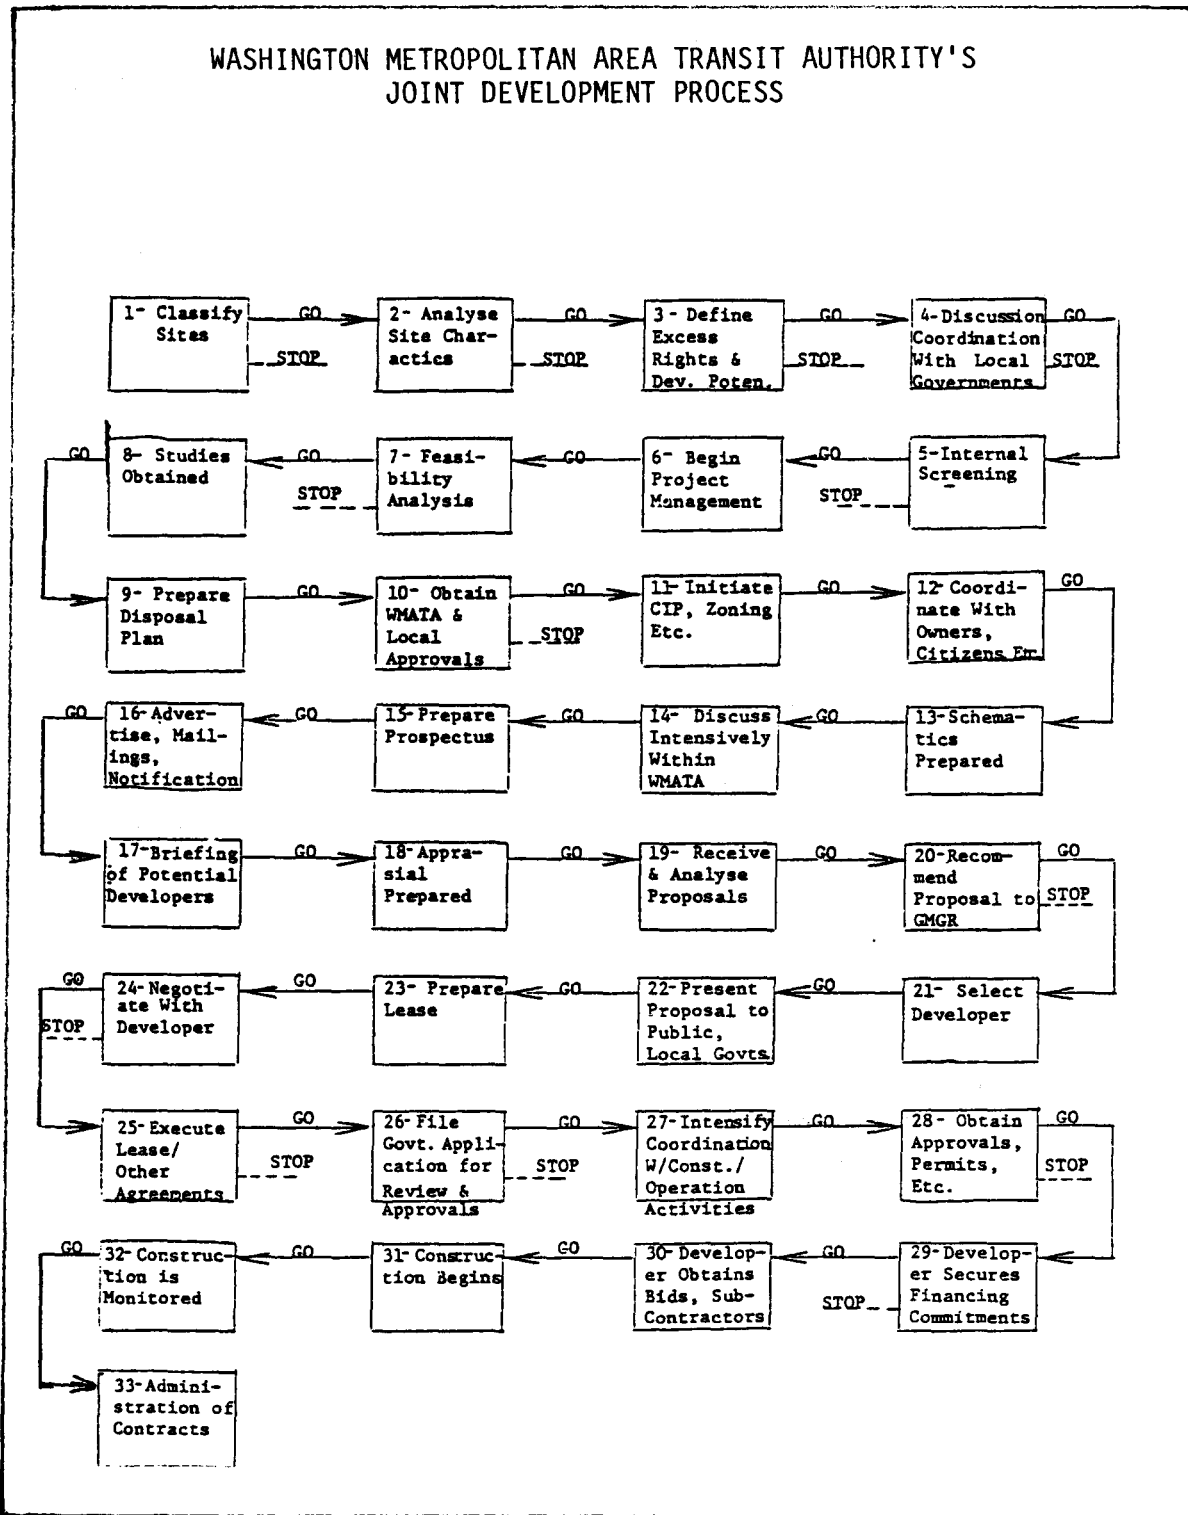 WASHINGTON METROPOLITAN AREA TRANSIT AUTHORITY'S
JOINT DEVELOPMENT PROCESS
1- Classify
Sites
GO
STOP
2- Analyse
Site Char-
actics
GO
STOP
3- Define
Excess
Rights &
Dev. Poten.
GO
STOP
4-Discussion
Coordination
With Local
Governments
GO
STOP
5-Internal
Screening
GO
STOP
6- Begin
Project
Management
GO
7- Feasi-
bility
Analysis
GO
STOP
8- Studies
Obtained
GO
9- Prepare
Disposal
Plan
GO
10- Obtain
WMATA &
Local
Approvals
GO
STOP
11- Initiate
CIP, Zoning
Etc.
GO
12-Coordi-
nate With
Owners,
Citizens Etc
GO
13-Schema-
tics
Prepared
GO
14- Discuss
Intensively
Within
WMATA
GO
15-Prepare
Prospectus
GO
16-Adver-
tise, Mail-
ings,
Notification
GO
17-Briefing
of Potential
Developers
GO
18-Appra-
sial
Prepared
GO
19- Receive
& Analyse
Proposals
GO
20-Recom-
mend
Proposal to
GMGR
GO
STOP
21- Select
Developer
GO
22-Present
Proposal to
Public,
Local Govts.
GO
23- Prepare
Lease
GO
24-Negoti-
ate With
Developer
GO
STOP
25-Execute
Lease/
Other
Agreements
GO
STOP
26-File
Govt. Appli-
cation for
Review &
Approvals
GO
STOP
27-Intensify
Coordination
W/Const./
Operation
Activities
GO
28- Obtain
Approvals,
Permits,
Etc.
GO
STOP
29-Develop-
er Secures
Financing
Commitments
GO
STOP
30-Develop-
er Obtains
Bids, Sub-
Contractors
GO
31-Construc-
tion Begins
GO
32-Construc-
tion is
Monitored
GO
33-Admini-
stration of
Contracts